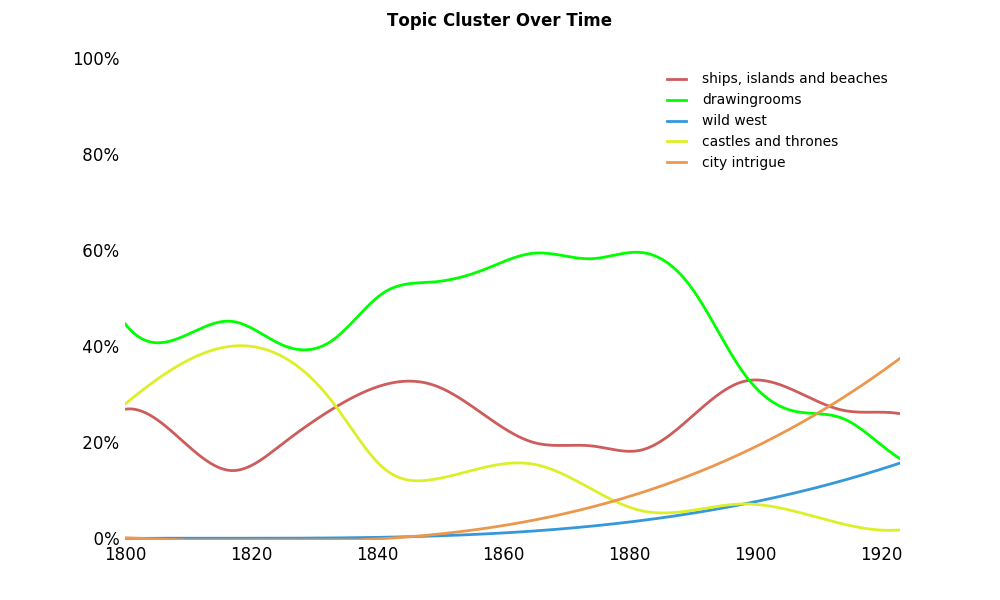 Topic Cluster Over Time
100%
80%
60%
40%
20%
0%
ships, islands and beaches
drawingrooms
wild west
castles and thrones
city intrigue
1800 1820 1840 1860 1880 1900 1920